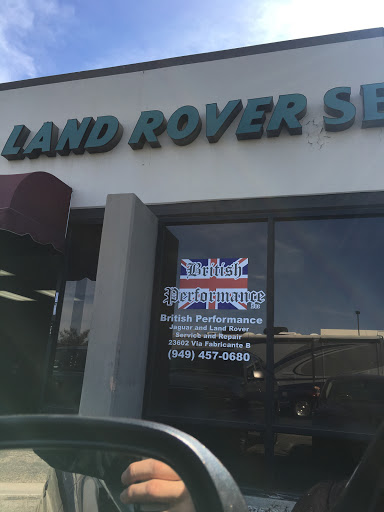 LAND ROVER SE
British
Performance
Inc
British Performance
Jaguar and Land Rover
Service and Repair
23602 Via Fabricante B
(949) 457-0680